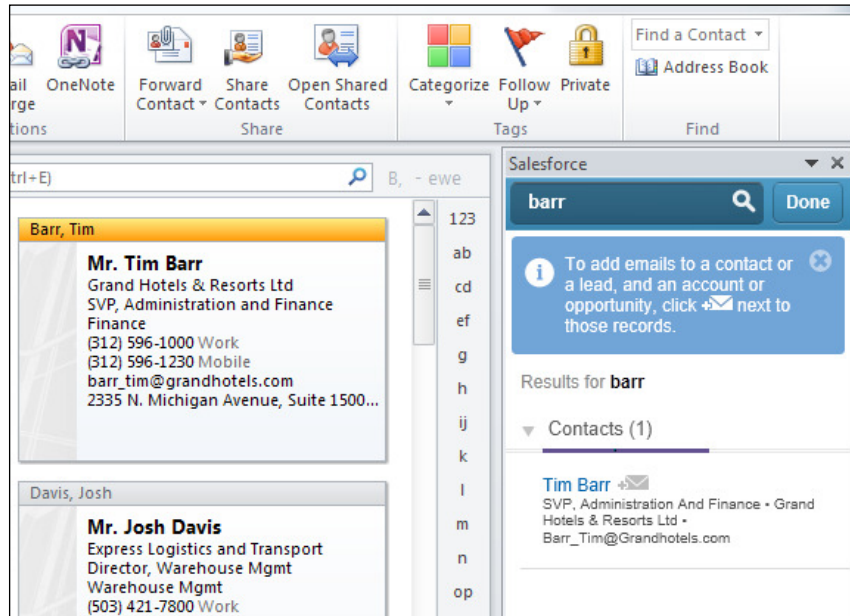 ail OneNote
rge
Forward Share Open Shared
Contact Contacts Contacts
Categorize Follow Private
Up
Find a Contact
Address Book
tions Share Tags Find
trl+E)
B, - ewe
Salesforce
barr Done
Barr, Tim
Mr. Tim Barr
Grand Hotels & Resorts Ltd
SVP, Administration and Finance
Finance
(312) 596-1000 Work
(312) 596-1230 Mobile
barr_tim@grandhotels.com
2335 N. Michigan Avenue, Suite 1500...
Davis, Josh
Mr. Josh Davis
Express Logistics and Transport
Director, Warehouse Mgmt
Warehouse Mgmt
(503) 421-7800 Work
123
ab
cd
ef
g
h
ij
k
l
m
n
op
To add emails to a contact or
a lead, and an account or
opportunity, click next to
those records.
Results for barr
Contacts (1)
Tim Barr
SVP, Administration And Finance • Grand
Hotels & Resorts Ltd •
Barr_Tim@Grandhotels.com